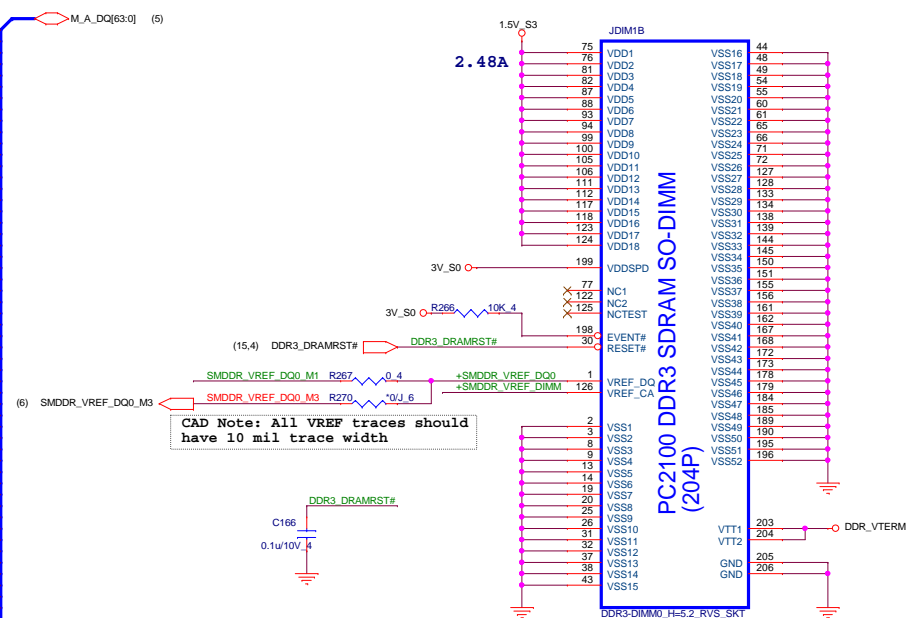 M_A_DQ[63:0] (5)
1.5V_S3
2.48A
JDIM1B
75 VDD1
76 VDD2
81 VDD3
82 VDD4
87 VDD5
88 VDD6
93 VDD7
94 VDD8
99 VDD9
100 VDD10
105 VDD11
106 VDD12
111 VDD13
112 VDD14
117 VDD15
118 VDD16
123 VDD17
124 VDD18
3V_S0 199 VDDSPD
77 NC1
122 NC2
125 NCTEST
3V_S0 R266 10K_4
198 EVENT#
(15,4) DDR3_DRAMRST# DDR3_DRAMRST# 30 RESET#
SMDDR_VREF_DQ0_M1 R267 0_4 +SMDDR_VREF_DQ0 1 VREF_DQ
+SMDDR_VREF_DIMM 126 VREF_CA
(6) SMDDR_VREF_DQ0_M3 SMDDR_VREF_DQ0_M3 R270 *0/J_6
CAD Note: All VREF traces should
have 10 mil trace width
2 VSS1
3 VSS2
8 VSS3
9 VSS4
13 VSS5
14 VSS6
19 VSS7
20 VSS8
25 VSS9
26 VSS10
31 VSS11
32 VSS12
37 VSS13
38 VSS14
43 VSS15
DDR3_DRAMRST#
C166
0.1u/10V_4
PC2100 DDR3 SDRAM SO-DIMM
(204P)
VSS16 44
VSS17 48
VSS18 49
VSS19 54
VSS20 55
VSS21 60
VSS22 61
VSS23 65
VSS24 66
VSS25 71
VSS26 72
VSS27 127
VSS28 128
VSS29 133
VSS30 134
VSS31 138
VSS32 139
VSS33 144
VSS34 145
VSS35 150
VSS36 151
VSS37 155
VSS38 156
VSS39 161
VSS40 162
VSS41 167
VSS42 168
VSS43 172
VSS44 173
VSS45 178
VSS46 179
VSS47 184
VSS48 185
VSS49 189
VSS50 190
VSS51 195
VSS52 196
VTT1 203 DDR_VTERM
VTT2 204
GND 205
GND 206
DDR3-DIMM0_H=5.2_RVS_SKT